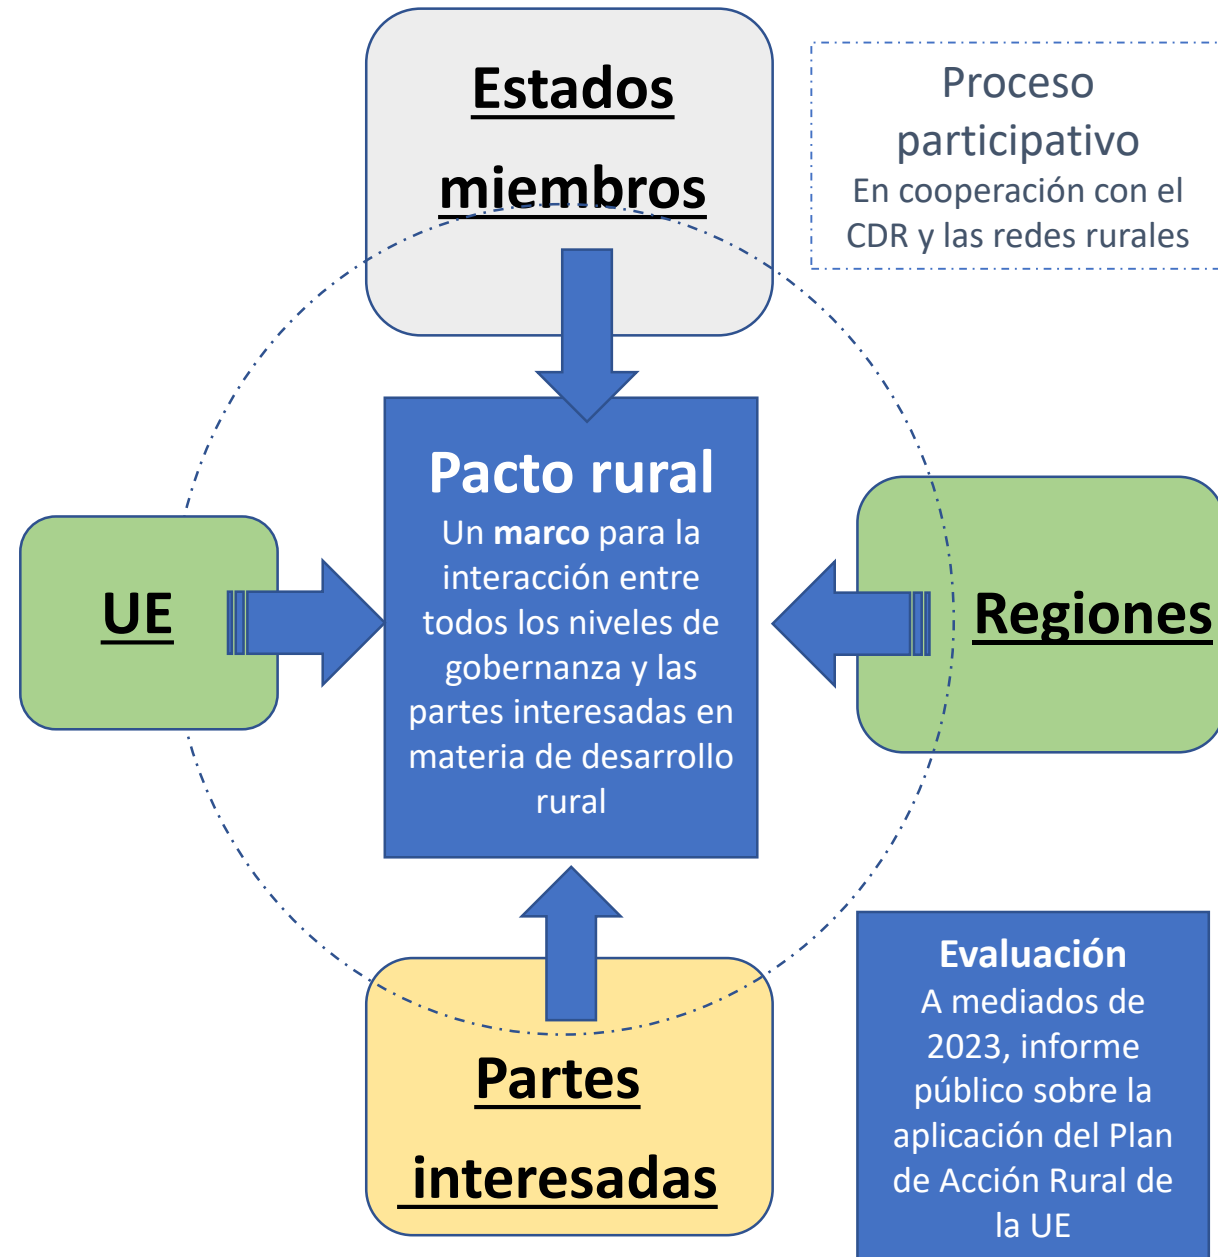 Estados
miembros
Proceso
participativo
En cooperación con el
CDR y las redes rurales
Pacto rural
Un marco para la
interacción entre
todos los niveles de
gobernanza y las
partes interesadas en
materia de desarrollo
rural
UE
Regiones
Partes
interesadas
Evaluación
A mediados de
2023, informe
público sobre la
aplicación del Plan
de Acción Rural de
la UE